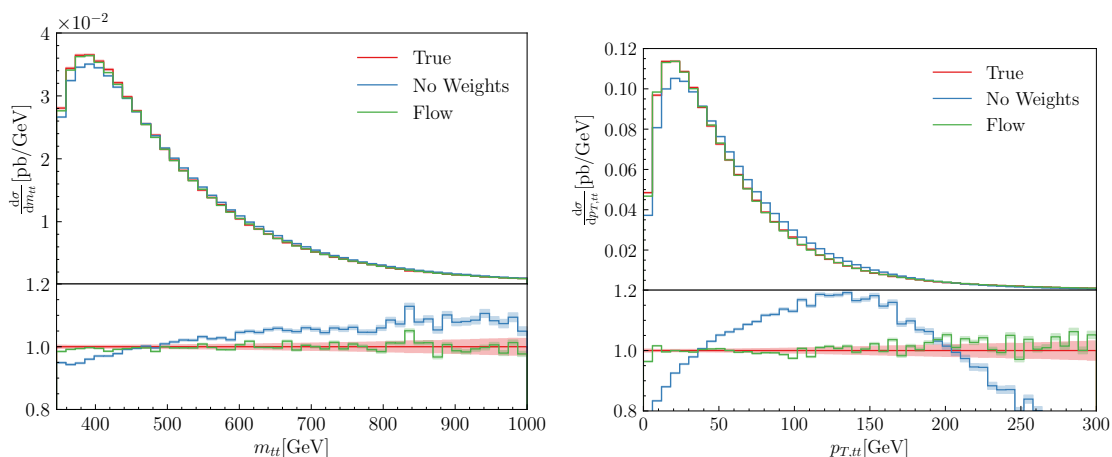 ×10⁻²
4
3
2
1
1.2
1.0
0.8
dσ/dm_tt [pb/GeV]
True
No Weights
Flow
400 500 600 700 800 900 1000
m_tt[GeV]
0.12
0.10
0.08
0.06
0.04
0.02
1.2
1.0
0.8
dσ/dp_T,tt [pb/GeV]
True
No Weights
Flow
0 50 100 150 200 250 300
p_T,tt[GeV]